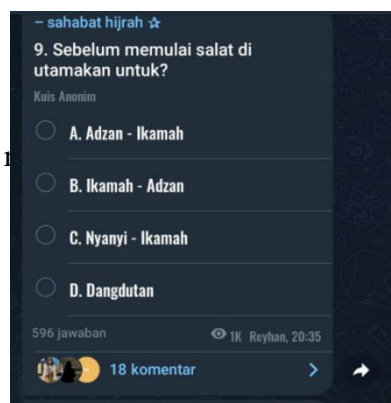 – sahabat hijrah ☆
9. Sebelum memulai salat di
utamakan untuk?
Kuis Anonim
A. Adzan - Ikamah
B. Ikamah - Adzan
C. Nyanyi - Ikamah
D. Dangdutan
596 jawaban 1K Reyhan, 20:35
18 komentar